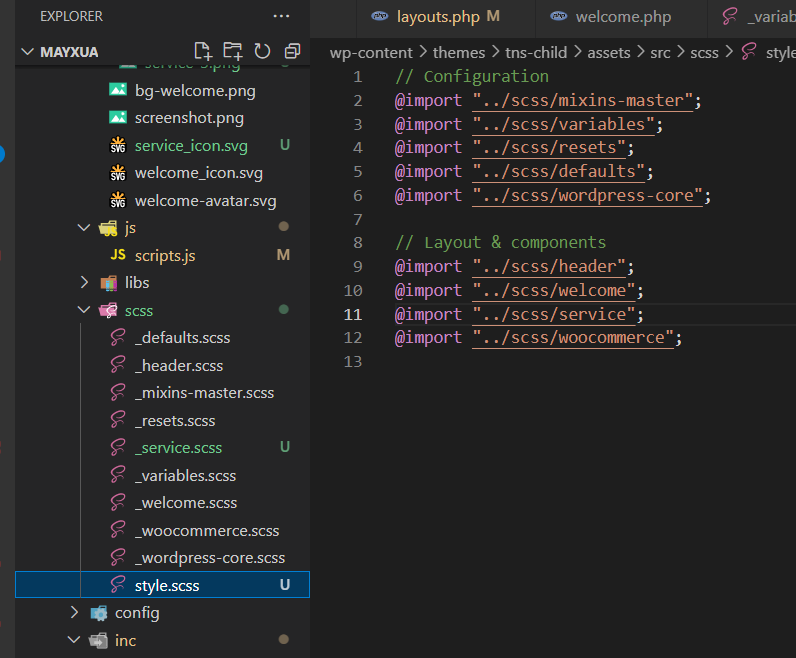 EXPLORER
MAYXUA
service-3.png
bg-welcome.png
screenshot.png
SVG service_icon.svg U
SVG welcome_icon.svg
SVG welcome-avatar.svg
js
JS scripts.js M
libs
scss
_defaults.scss
_header.scss
_mixins-master.scss
_resets.scss
_service.scss U
_variables.scss
_welcome.scss
_woocommerce.scss
_wordpress-core.scss
style.scss U
config
inc
layouts.php M
welcome.php
_variab
wp-content > themes > tns-child > assets > src > scss > style
1 // Configuration
2 @import "../scss/mixins-master";
3 @import "../scss/variables";
4 @import "../scss/resets";
5 @import "../scss/defaults";
6 @import "../scss/wordpress-core";
7
8 // Layout & components
9 @import "../scss/header";
10 @import "../scss/welcome";
11 @import "../scss/service";
12 @import "../scss/woocommerce";
13